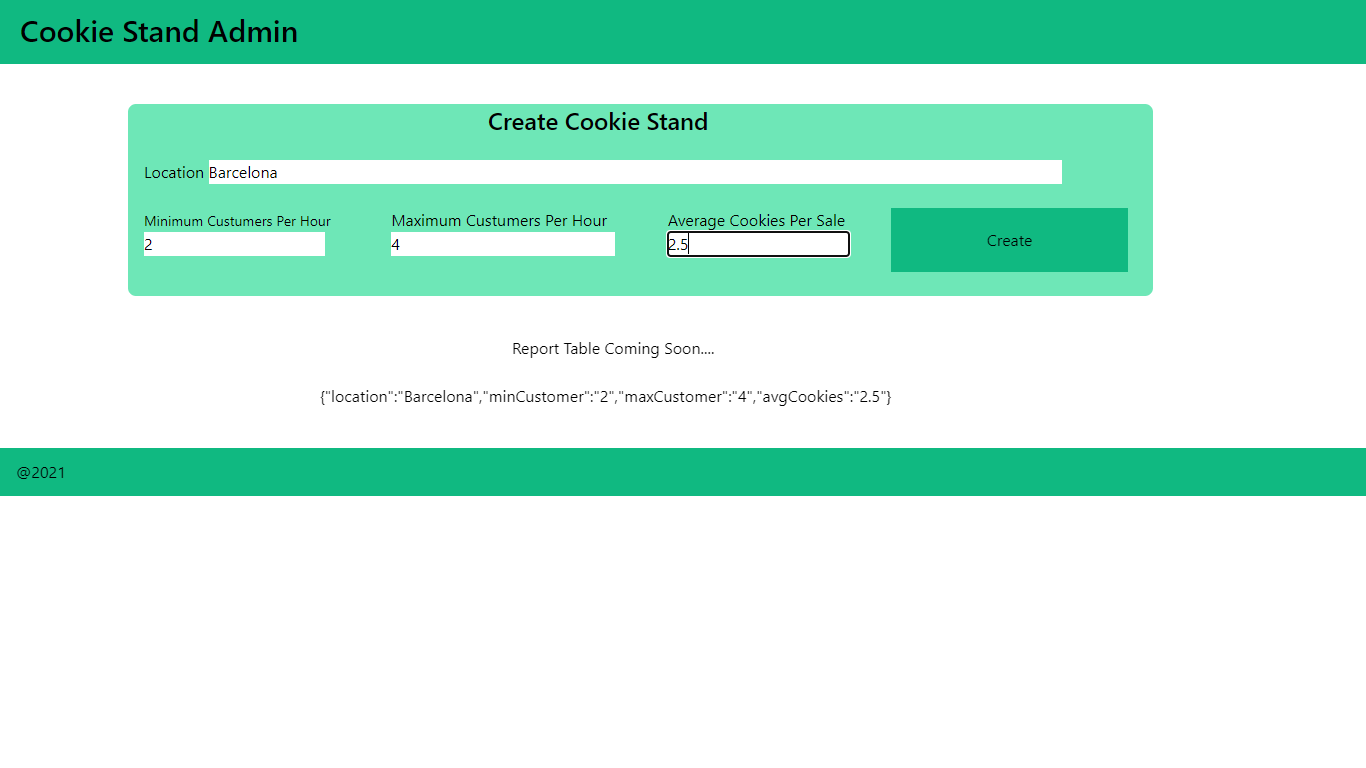 Cookie Stand Admin
Create Cookie Stand
Location Barcelona
Minimum Custumers Per Hour
Maximum Custumers Per Hour
Average Cookies Per Sale
2
4
2.5
Create
Report Table Coming Soon....
{"location":"Barcelona","minCustomer":"2","maxCustomer":"4","avgCookies":"2.5"}
@2021